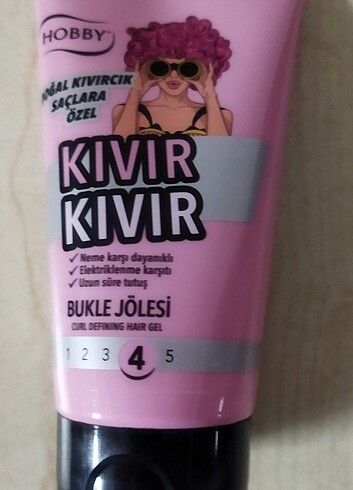 HOBBY
DOĞAL KIVIRCIK
SAÇLARA
ÖZEL
KIVIR
KIVIR
✓ Neme karşı dayanıklı
✓ Elektriklenme karşıtı
✓ Uzun süre tutuş
BUKLE JÖLESİ
CURL DEFINING HAIR GEL
1 2 3 4 5